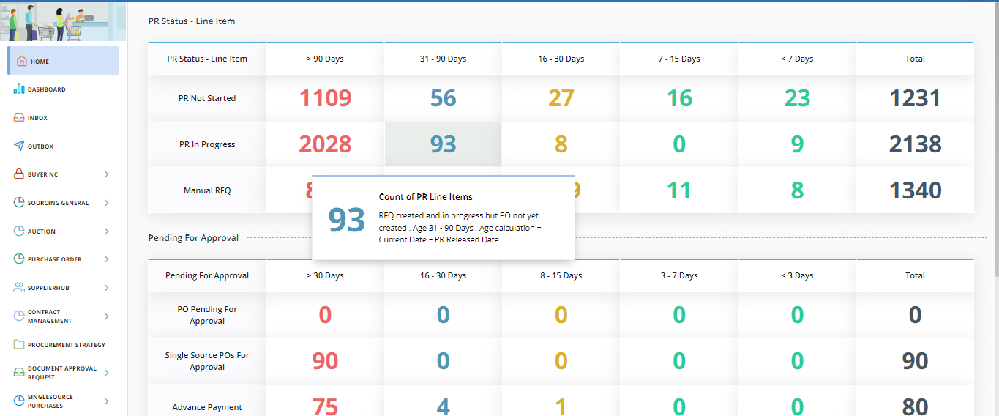 HOME
DASHBOARD
INBOX
OUTBOX
BUYER NC
SOURCING GENERAL
AUCTION
PURCHASE ORDER
SUPPLIERHUB
CONTRACT
MANAGEMENT
PROCUREMENT STRATEGY
DOCUMENT APPROVAL
REQUEST
SINGLESOURCE
PURCHASES
PR Status - Line Item
PR Status - Line Item > 90 Days 31 - 90 Days 16 - 30 Days 7 - 15 Days < 7 Days Total
PR Not Started 1109 56 27 16 23 1231
PR In Progress 2028 93 8 0 9 2138
Manual RFQ 11 8 1340
93
Count of PR Line Items
RFQ created and in progress but PO not yet
created , Age 31 - 90 Days , Age calculation =
Current Date – PR Released Date
Pending For Approval
Pending For Approval > 30 Days 16 - 30 Days 8 - 15 Days 3 - 7 Days < 3 Days Total
PO Pending For
Approval 0 0 0 0 0 0
Single Source POs For
Approval 90 0 0 0 0 90
Advance Payment 75 4 1 0 0 80